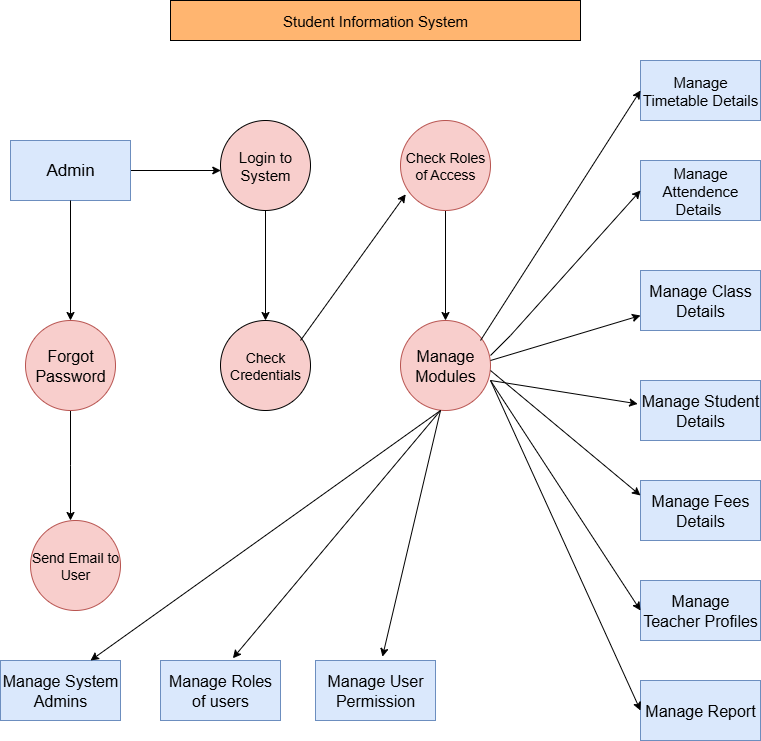 Student Information System
Admin
Login to
System
Check Roles
of Access
Manage
Timetable Details
Manage
Attendence
Details
Manage Class
Details
Forgot
Password
Check
Credentials
Manage
Modules
Manage Student
Details
Manage Fees
Details
Send Email to
User
Manage
Teacher Profiles
Manage System
Admins
Manage Roles
of users
Manage User
Permission
Manage Report